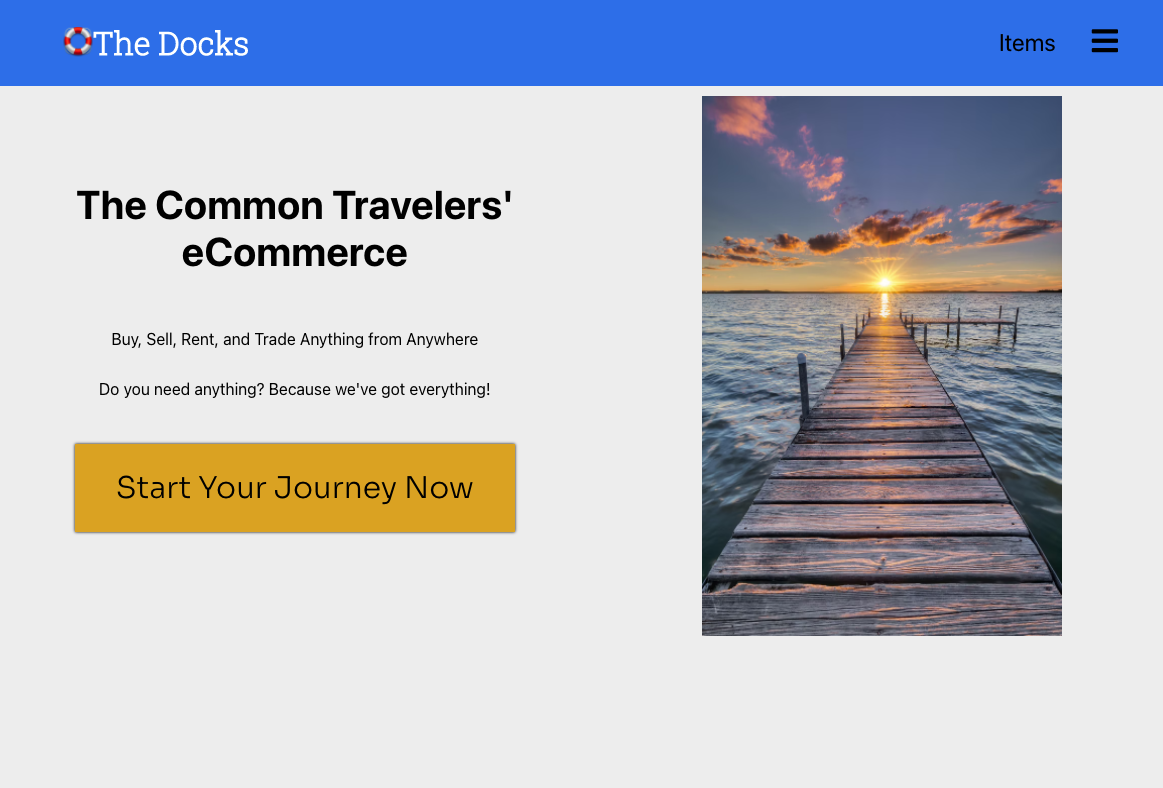 The Docks
Items
The Common Travelers'
eCommerce
Buy, Sell, Rent, and Trade Anything from Anywhere
Do you need anything? Because we've got everything!
Start Your Journey Now